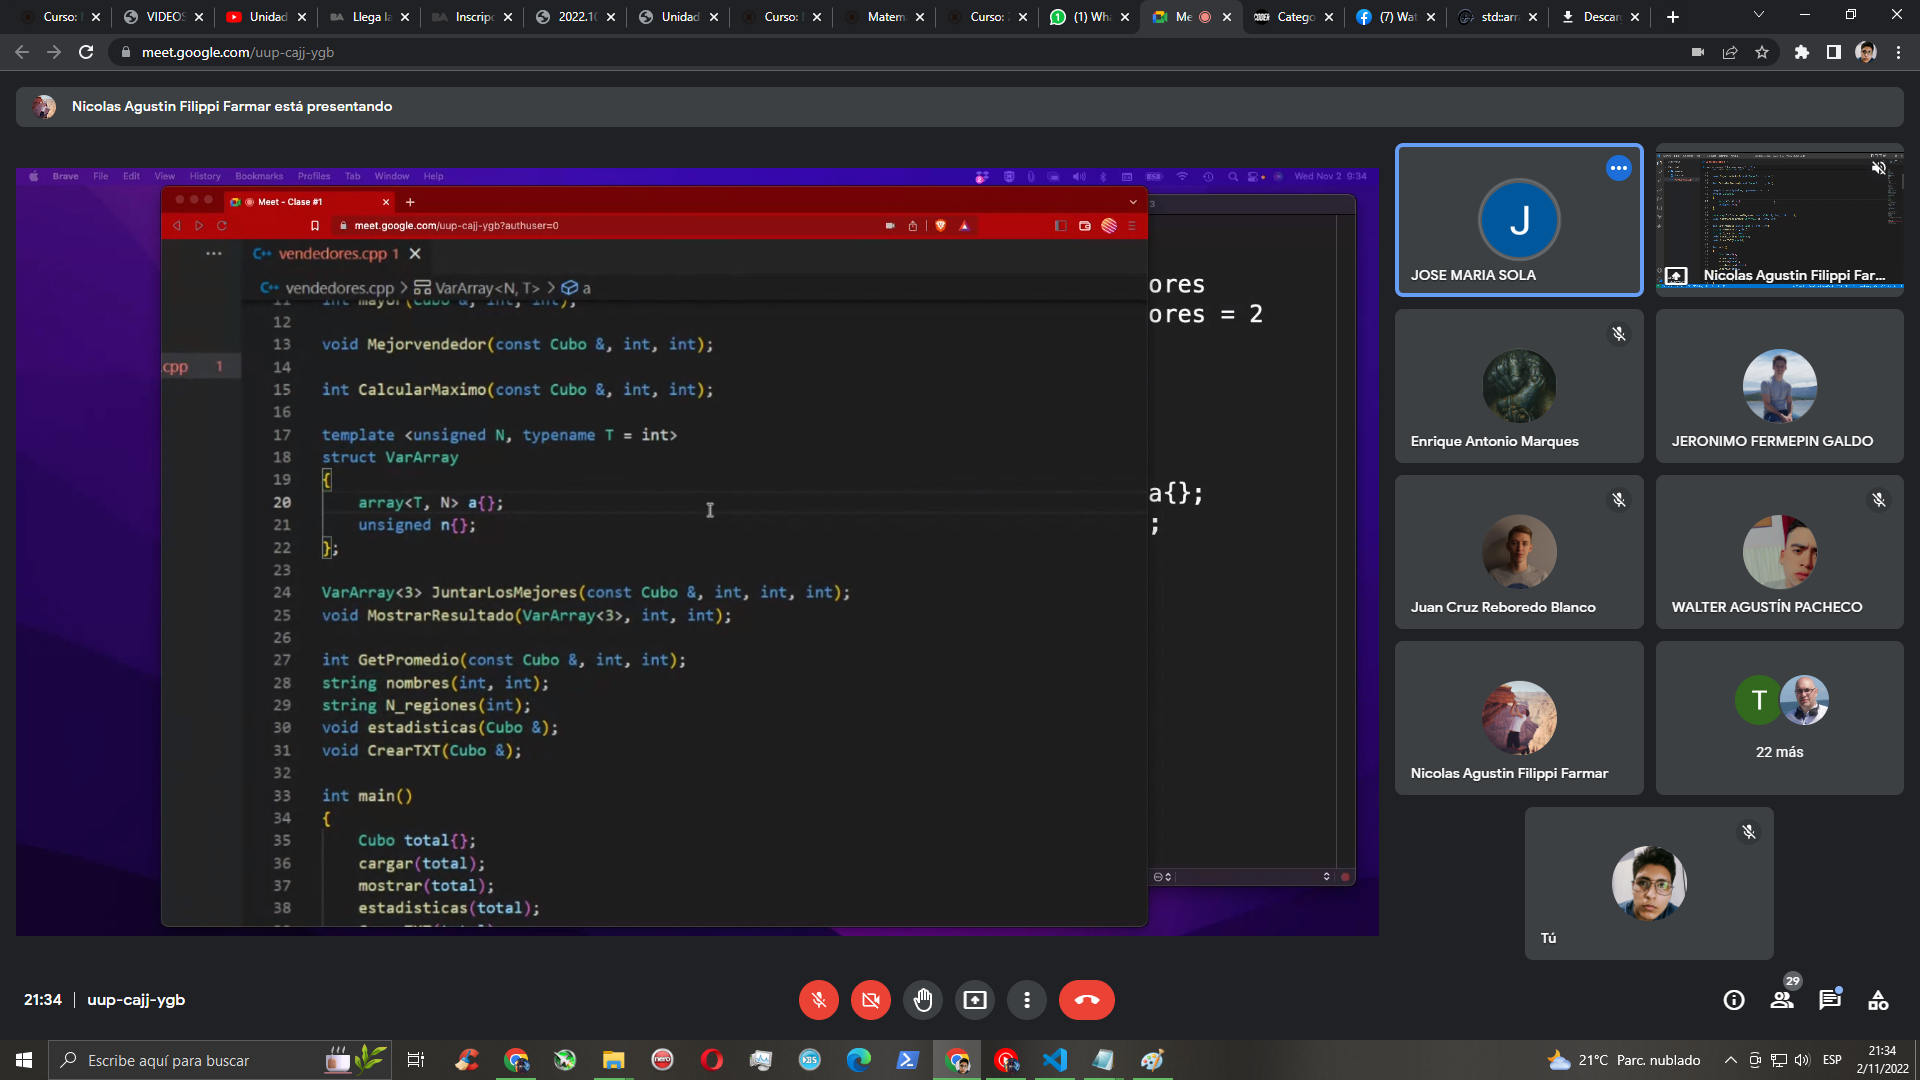 Curso: I
VIDEOS
Unidad
Llega la
Inscripc
2022.10
Unidad
Curso: I
Matem
Curso: 2
(1) Wha
Me
Catego
(7) Wat
std::arr
Descar
meet.google.com/uup-cajj-ygb
Nicolas Agustin Filippi Farmar está presentando
Brave File Edit View History Bookmarks Profiles Tab Window Help
Wed Nov 2 9:34
Meet - Clase #1
meet.google.com/uup-cajj-ygb?authuser=0
vendedores.cpp 1
vendedores.cpp > VarArray<N, T> > a
.cpp 1
11 int mayor(Cubo &, int, int);
12
13 void Mejorvendedor(const Cubo &, int, int);
14
15 int CalcularMaximo(const Cubo &, int, int);
16
17 template <unsigned N, typename T = int>
18 struct VarArray
19 {
20 array<T, N> a{};
21 unsigned n{};
22 };
23
24 VarArray<3> JuntarLosMejores(const Cubo &, int, int, int);
25 void MostrarResultado(VarArray<3>, int, int);
26
27 int GetPromedio(const Cubo &, int, int);
28 string nombres(int, int);
29 string N_regiones(int);
30 void estadisticas(Cubo &);
31 void CrearTXT(Cubo &);
32
33 int main()
34 {
35 Cubo total{};
36 cargar(total);
37 mostrar(total);
38 estadisticas(total);
3
ores
ores = 2
a{};
;
J
JOSE MARIA SOLA
Nicolas Agustin Filippi Far...
Enrique Antonio Marques
JERONIMO FERMEPIN GALDO
Juan Cruz Reboredo Blanco
WALTER AGUSTÍN PACHECO
Nicolas Agustin Filippi Farmar
T
22 más
Tú
21:34 | uup-cajj-ygb
29
Escribe aquí para buscar
21°C Parc. nublado
ESP
21:34
2/11/2022